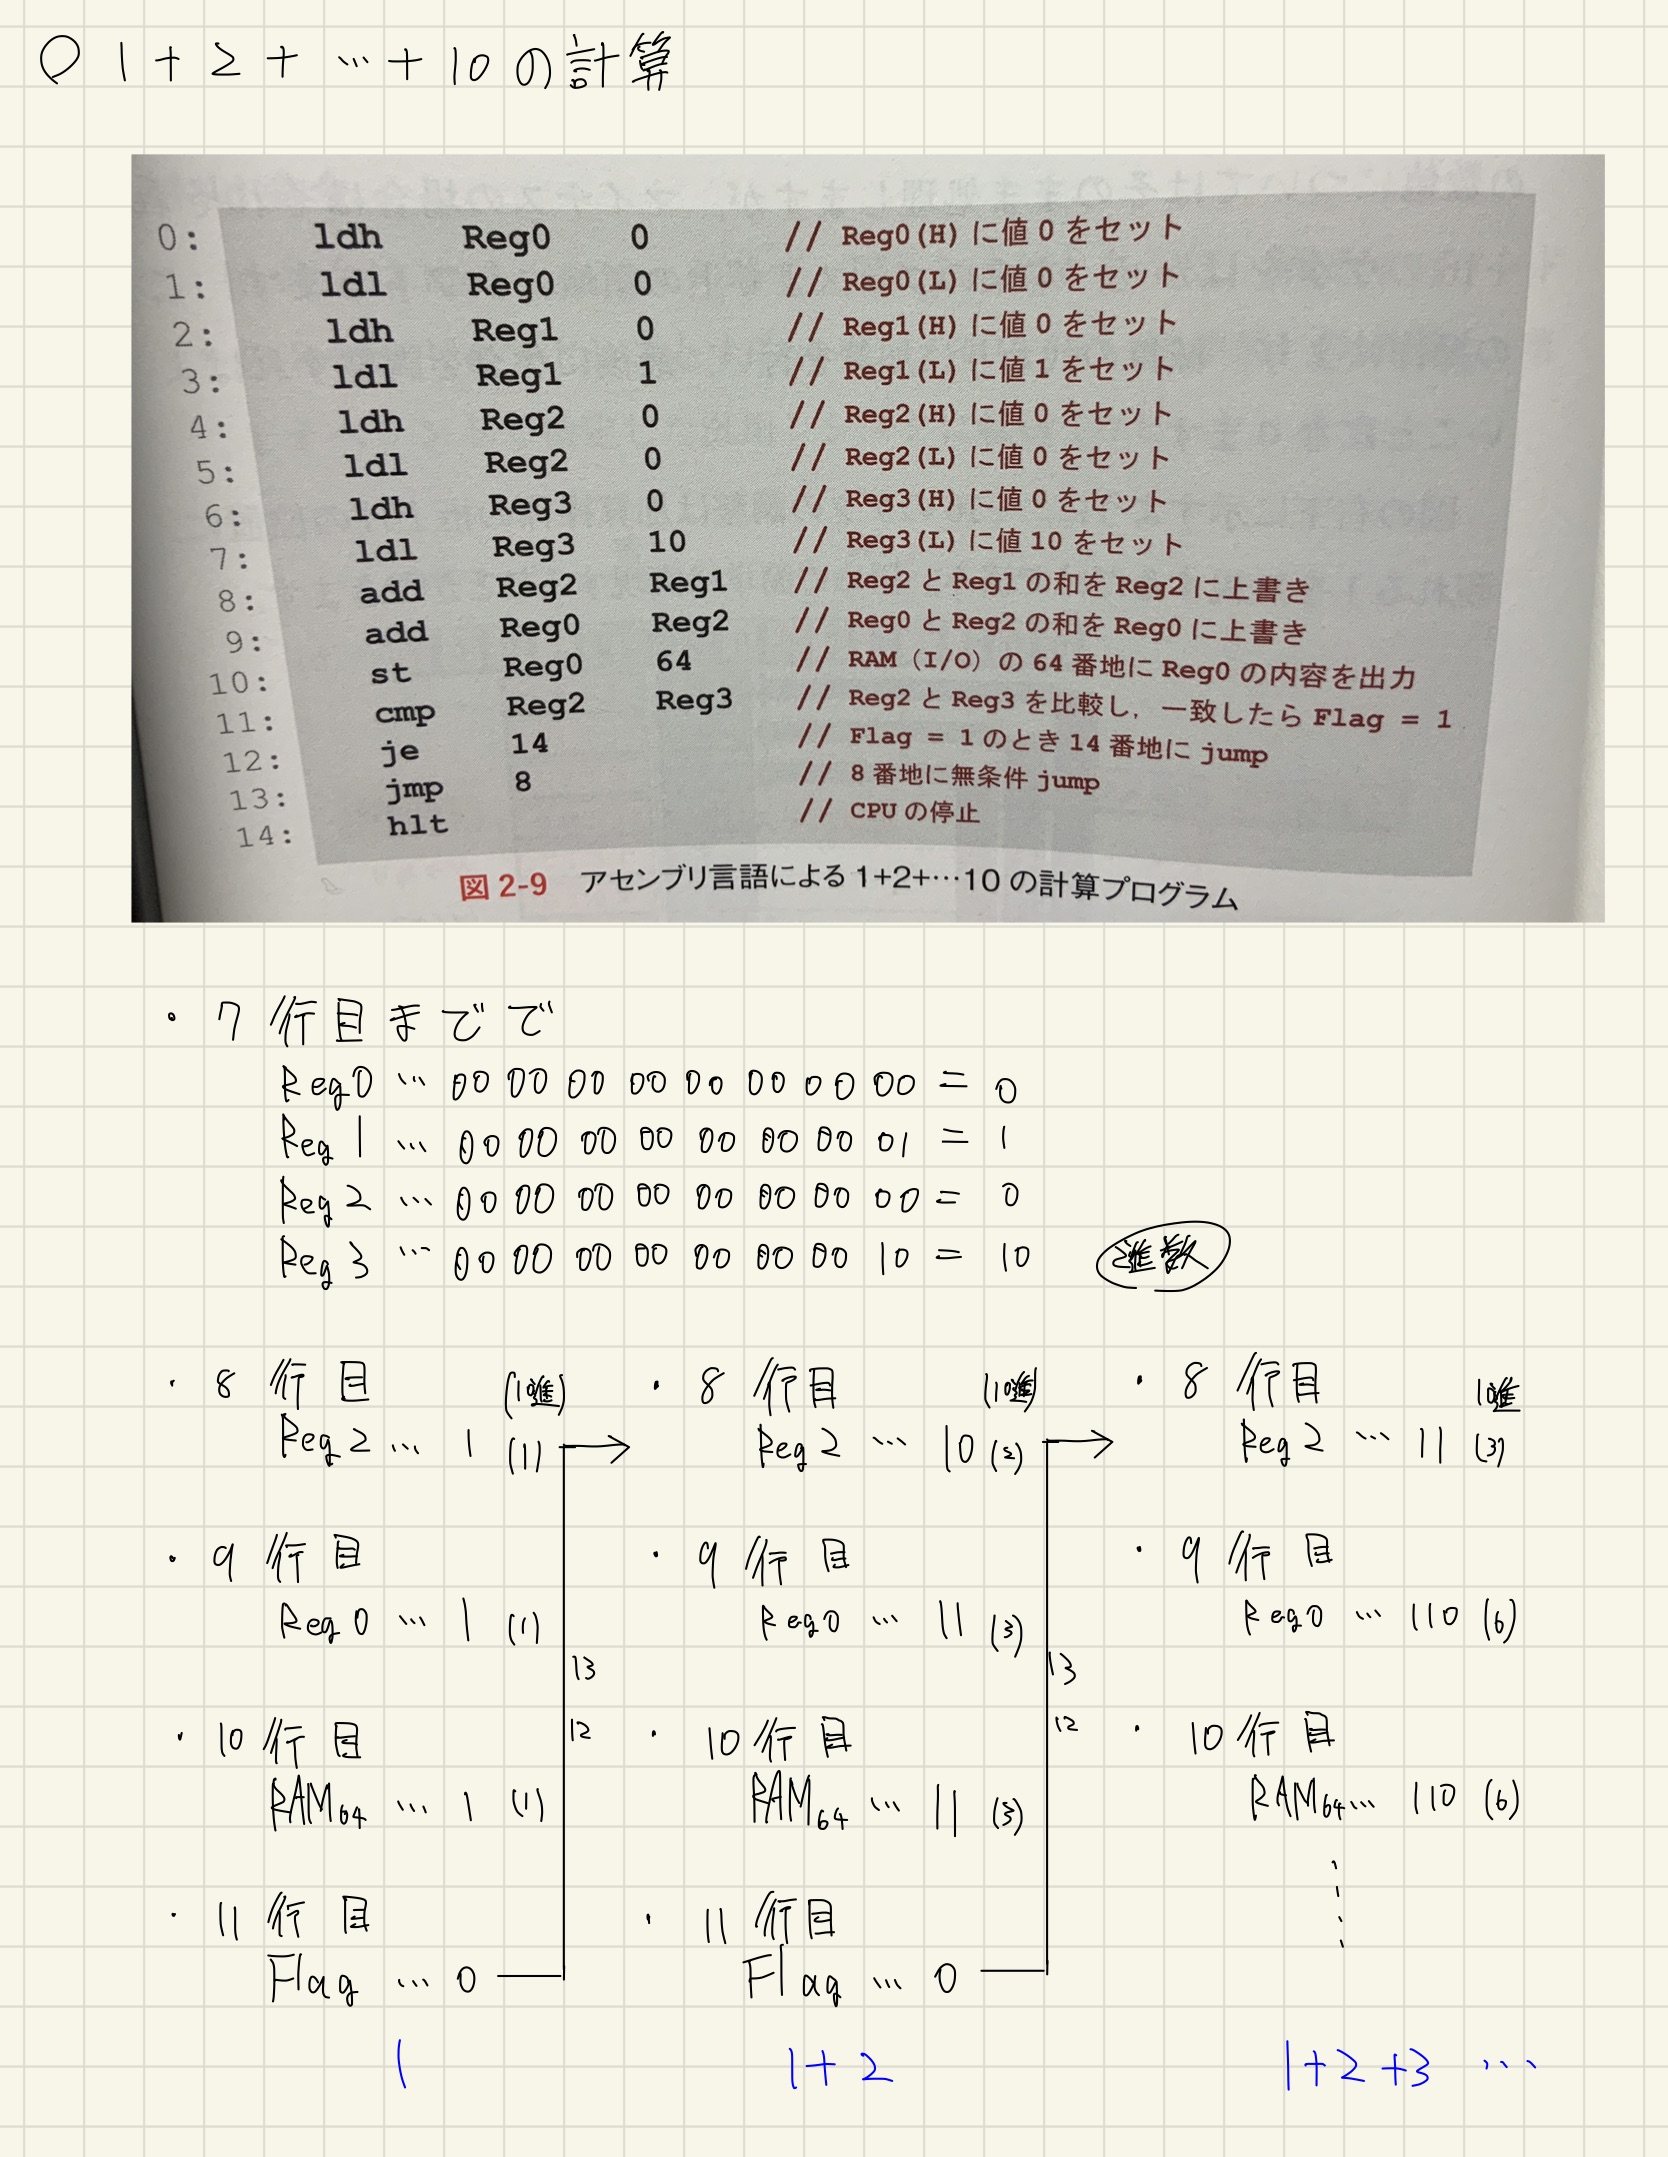 ○ 1+2+…+10の計算
0: ldh Reg0 0 // Reg0(H) に値 0 をセット
1: ldl Reg0 0 // Reg0(L) に値 0 をセット
2: ldh Reg1 0 // Reg1(H) に値 0 をセット
3: ldl Reg1 1 // Reg1(L) に値 1 をセット
4: ldh Reg2 0 // Reg2(H) に値 0 をセット
5: ldl Reg2 0 // Reg2(L) に値 0 をセット
6: ldh Reg3 0 // Reg3(H) に値 0 をセット
7: ldl Reg3 10 // Reg3(L) に値 10 をセット
8: add Reg2 Reg1 // Reg2 と Reg1 の和を Reg2 に上書き
9: add Reg0 Reg2 // Reg0 と Reg2 の和を Reg0 に上書き
10: st Reg0 64 // RAM (I/O) の 64 番地に Reg0 の内容を出力
11: cmp Reg2 Reg3 // Reg2 と Reg3 を比較し,一致したら Flag = 1
12: je 14 // Flag = 1 のとき 14 番地に jump
13: jmp 8 // 8 番地に無条件 jump
14: hlt // CPU の停止
図 2-9 アセンブリ言語による 1+2+…10 の計算プログラム
・7行目までで
Reg0 … 00 00 00 00 00 00 00 00 = 0
Reg1 … 00 00 00 00 00 00 00 01 = 1
Reg2 … 00 00 00 00 00 00 00 00 = 0
Reg3 … 00 00 00 00 00 00 00 10 = 10 2進数
・8行目 (10進) ・8行目 (10進) ・8行目 10進
Reg2 … 1 (1) Reg2 … 10 (2) Reg2 … 11 (3)
・9行目 ・9行目 ・9行目
Reg0 … 1 (1) Reg0 … 11 (3) Reg0 … 110 (6)
13 13
12 12
・10行目 ・10行目 ・10行目
RAM64 … 1 (1) RAM64 … 11 (3) RAM64 … 110 (6)
・11行目 ・11行目
Flag … 0 Flag … 0
1 1+2 1+2+3 …